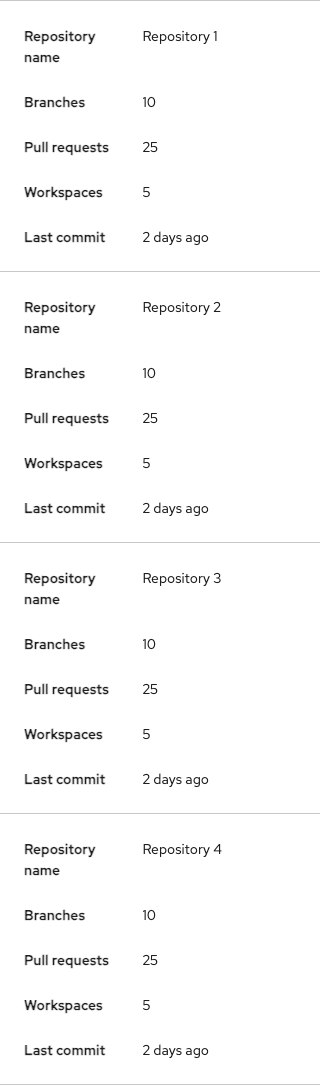 Repository Repository 1
name
Branches 10
Pull requests 25
Workspaces 5
Last commit 2 days ago
Repository Repository 2
name
Branches 10
Pull requests 25
Workspaces 5
Last commit 2 days ago
Repository Repository 3
name
Branches 10
Pull requests 25
Workspaces 5
Last commit 2 days ago
Repository Repository 4
name
Branches 10
Pull requests 25
Workspaces 5
Last commit 2 days ago